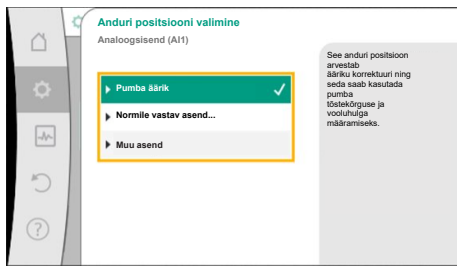 Anduri positsiooni valimine
Analoogsisend (AI1)
Pumba äärik
Normile vastav asend...
Muu asend
See anduri positsioon
arvestab
ääriku korrektuuri ning
seda saab kasutada
pumba
tõstekõrguse ja
vooluhulga
määramiseks.